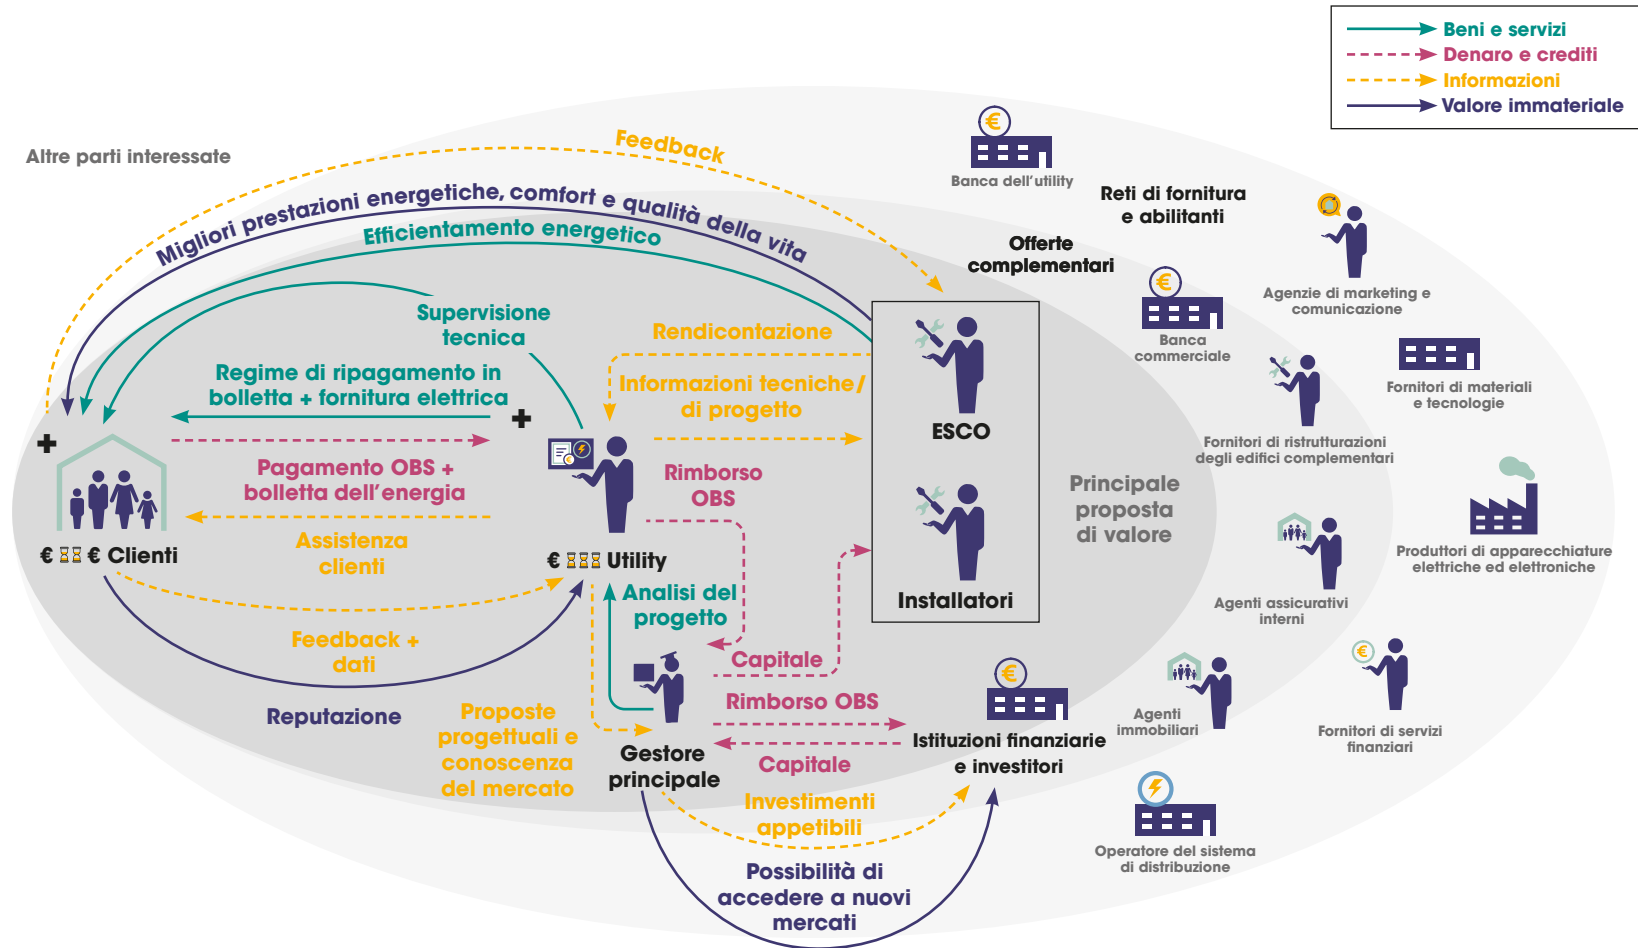 Beni e servizi
Denaro e crediti
Informazioni
Valore immateriale
Altre parti interessate
Feedback
Migliori prestazioni energetiche, comfort e qualità della vita
Efficientamento energetico
Supervisione
tecnica
Regime di ripagamento in
bolletta + fornitura elettrica
Pagamento OBS +
bolletta dell'energia
Assistenza
clienti
€ € Clienti
Feedback +
dati
Reputazione
Rendicontazione
Informazioni tecniche/
di progetto
Rimborso
OBS
€ Utility
Analisi del
progetto
Capitale
Rimborso OBS
Capitale
Proposte
progettuali e
conoscenza
del mercato
Gestore
principale
Investimenti
appetibili
Possibilità di
accedere a nuovi
mercati
ESCO
Installatori
€
Istituzioni finanziarie
e investitori
Principale
proposta
di valore
Offerte
complementari
Reti di fornitura
e abilitanti
€
Banca dell'utility
€
Banca
commerciale
Agenzie di marketing e
comunicazione
Fornitori di materiali
e tecnologie
Fornitori di ristrutturazioni
degli edifici complementari
Produttori di apparecchiature
elettriche ed elettroniche
Agenti assicurativi
interni
Agenti
immobiliari
€
Fornitori di servizi
finanziari
Operatore del sistema
di distribuzione